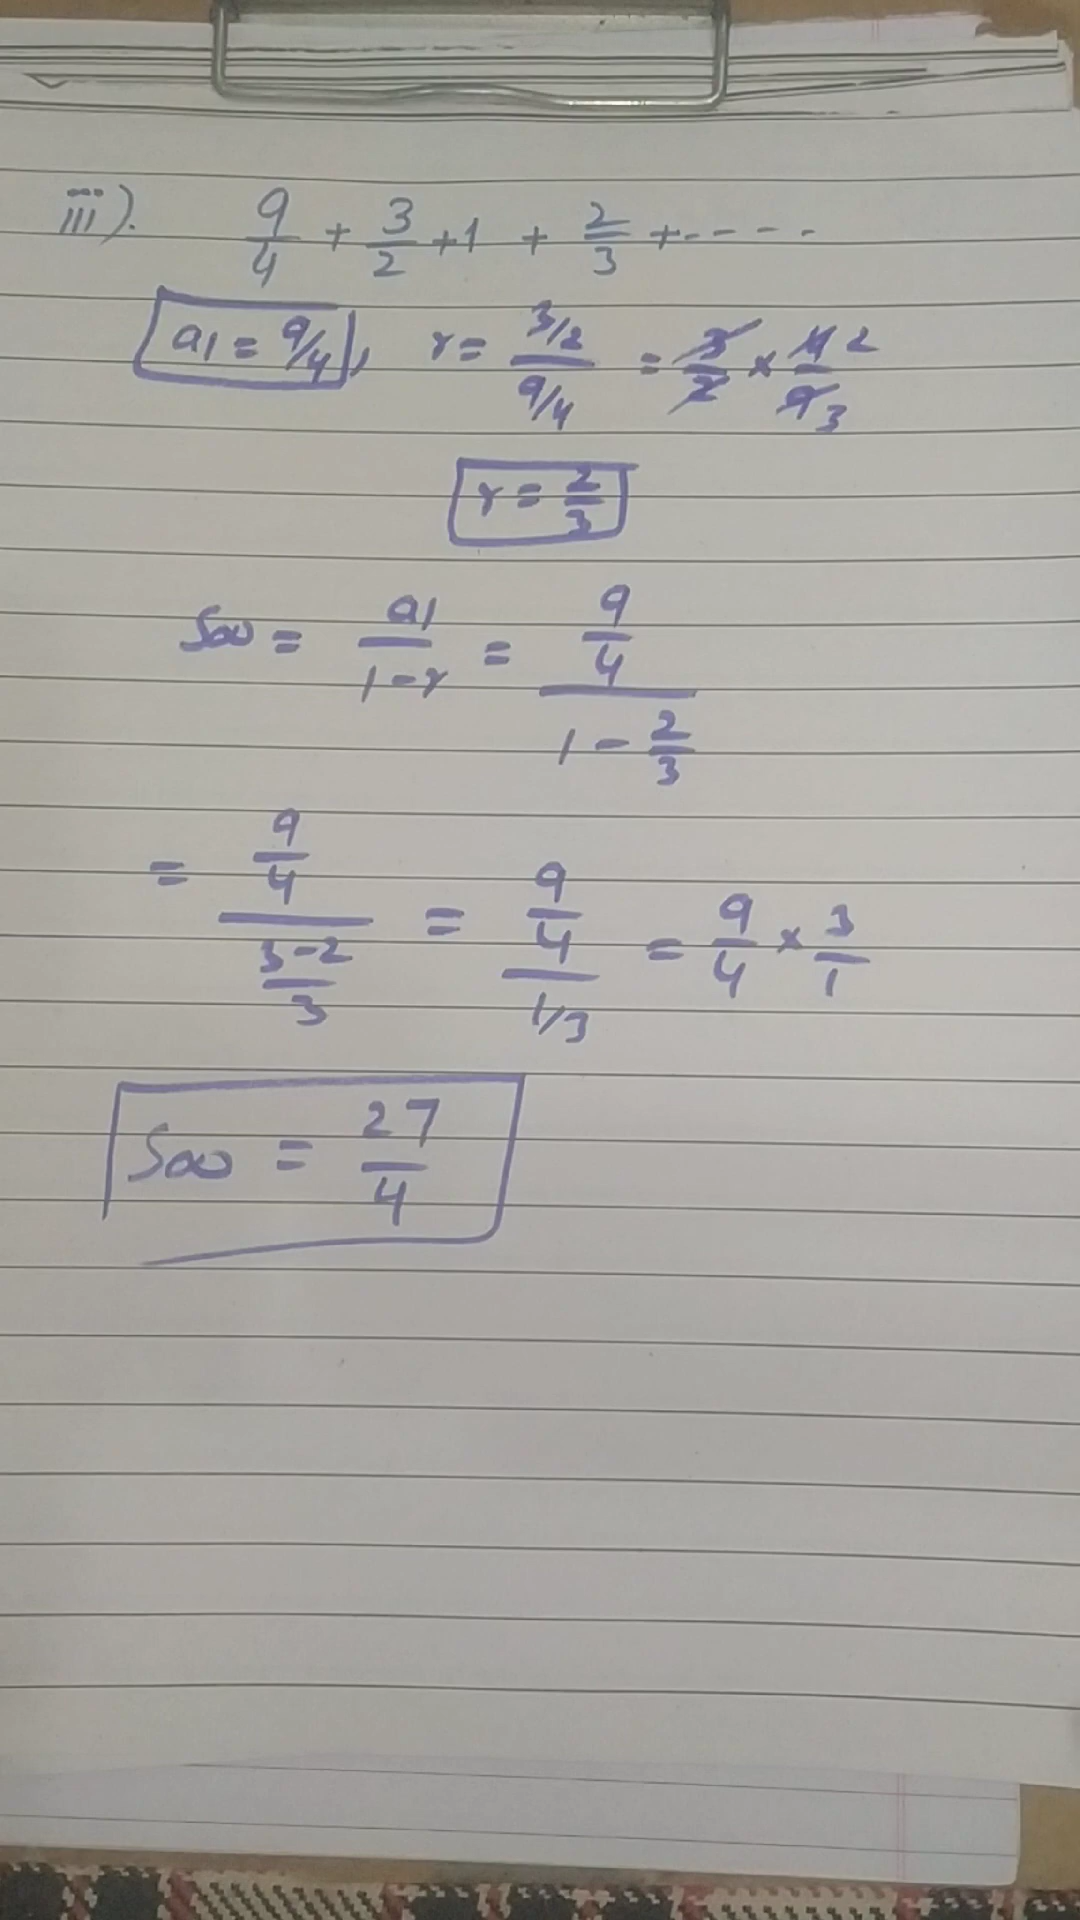 iii). 9/4 + 3/2 + 1 + 2/3 + - - - - .
a1 = 9/4 , r = (3/2)/(9/4) = 3/2 × 4/9 2 3
r = 2/3
S∞ = a1/(1-r) = (9/4)/(1 - 2/3)
= (9/4)/((3-2)/3) = (9/4)/(1/3) = 9/4 × 3/1
S∞ = 27/4